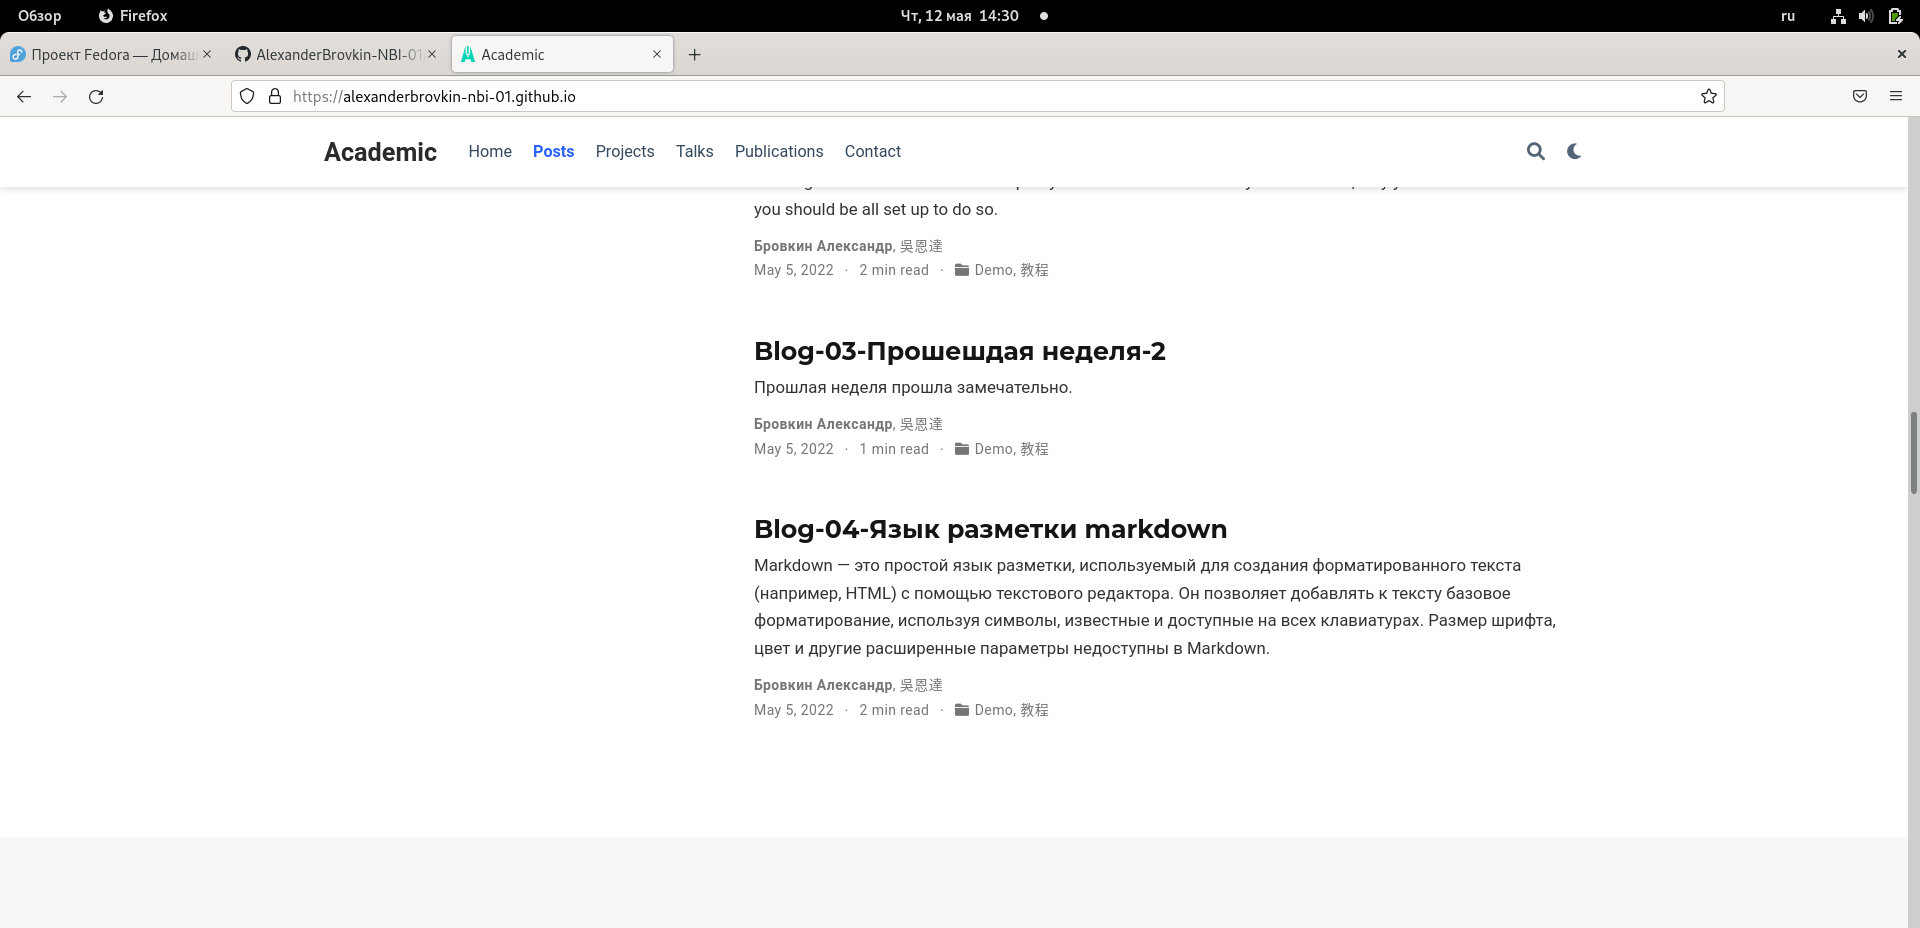 Обзор Firefox Чт, 12 мая 14:30 ru
Проект Fedora — Домаш AlexanderBrovkin-NBI-01 Academic
https://alexanderbrovkin-nbi-01.github.io
Academic Home Posts Projects Talks Publications Contact
you should be all set up to do so.
Бровкин Александр, 吳恩達
May 5, 2022 · 2 min read · Demo, 教程
Blog-03-Прошешдая неделя-2
Прошлая неделя прошла замечательно.
Бровкин Александр, 吳恩達
May 5, 2022 · 1 min read · Demo, 教程
Blog-04-Язык разметки markdown
Markdown — это простой язык разметки, используемый для создания форматированного текста
(например, HTML) с помощью текстового редактора. Он позволяет добавлять к тексту базовое
форматирование, используя символы, известные и доступные на всех клавиатурах. Размер шрифта,
цвет и другие расширенные параметры недоступны в Markdown.
Бровкин Александр, 吳恩達
May 5, 2022 · 2 min read · Demo, 教程